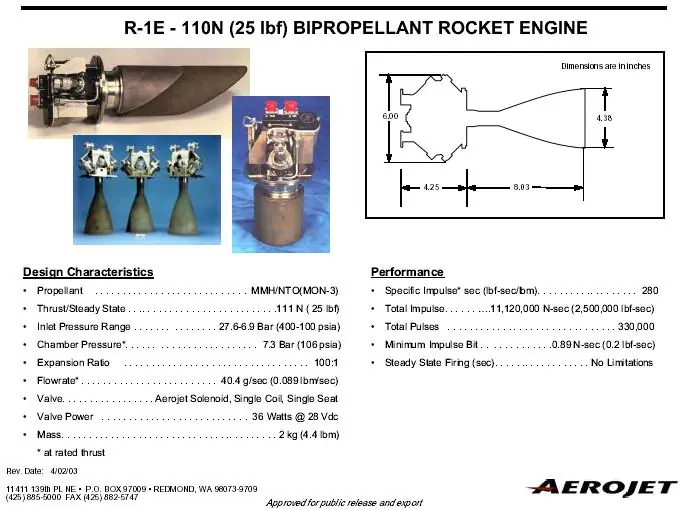 R-1E - 110N (25 lbf) BIPROPELLANT ROCKET ENGINE
Dimensions are in inches
6.00
4.38
4.25
8.03
Design Characteristics
• Propellant . . . . . . . . . . . . . . . . . . . . . . . . . . . . MMH/NTO(MON-3)
• Thrust/Steady State . . . . . . . . . . . . . . . . . . . . . . . . . . .111 N ( 25 lbf)
• Inlet Pressure Range . . . . . . . . . . . . . . . 27.6-6.9 Bar (400-100 psia)
• Chamber Pressure*. . . . . . . . . . . . . . . . . . . . . . . . 7.3 Bar (106 psia)
• Expansion Ratio . . . . . . . . . . . . . . . . . . . . . . . . . . . . . . . . . . 100:1
• Flowrate* . . . . . . . . . . . . . . . . . . . . . . . . . 40.4 g/sec (0.089 lbm/sec)
• Valve. . . . . . . . . . . . . . . . . Aerojet Solenoid, Single Coil, Single Seat
• Valve Power . . . . . . . . . . . . . . . . . . . . . . . . . . . 36 Watts @ 28 Vdc
• Mass. . . . . . . . . . . . . . . . . . . . . . . . . . . . . . . . . . . . . . . 2 kg (4.4 lbm)
* at rated thrust
Performance
• Specific Impulse* sec (lbf-sec/lbm). . . . . . . . . . . . . . . . . . 280
• Total Impulse. . . . . . . ....11,120,000 N-sec (2,500,000 lbf-sec)
• Total Pulses . . . . . . . . . . . . . . . . . . . . . . . . . . . . . . . 330,000
• Minimum Impulse Bit . . . . . . . . . . . . . .0.89 N-sec (0.2 lbf-sec)
• Steady State Firing (sec). . . . . . . . . . . . . . . . . No Limitations
Rev. Date: 4/02/03
11411 139th PL NE • P.O. BOX 97009 • REDMOND, WA 98073-9709
(425) 885-5000 FAX (425) 882-5747
Approved for public release and export
AEROJET